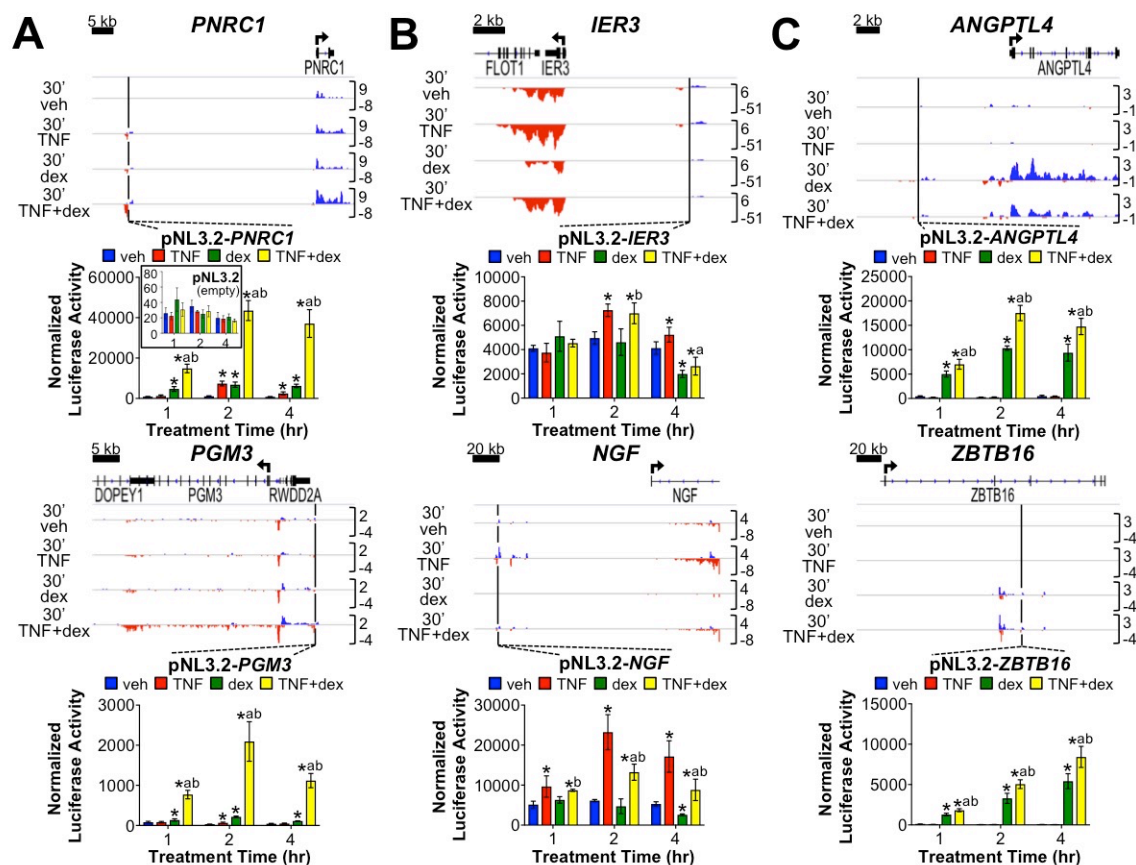 A
5 kb
PNRC1
PNRC1
30’ veh
9
-8
30’ TNF
9
-8
30’ dex
9
-8
30’ TNF+dex
9
-8
pNL3.2-PNRC1
veh TNF dex TNF+dex
Normalized Luciferase Activity
60000
40000
20000
0
80
60
40
20
0
pNL3.2
(empty)
1 2 4
* *ab
* * *ab
* * *ab
1 2 4
Treatment Time (hr)
B
2 kb
IER3
FLOT1 IER3
30’ veh
6
-51
30’ TNF
6
-51
30’ dex
6
-51
30’ TNF+dex
6
-51
pNL3.2-IER3
veh TNF dex TNF+dex
Normalized Luciferase Activity
10000
8000
6000
4000
2000
0
* *b
* * *a
1 2 4
Treatment Time (hr)
C
2 kb
ANGPTL4
ANGPTL4
30’ veh
3
-1
30’ TNF
3
-1
30’ dex
3
-1
30’ TNF+dex
3
-1
pNL3.2-ANGPTL4
veh TNF dex TNF+dex
Normalized Luciferase Activity
25000
20000
15000
10000
5000
0
* *ab
* *ab
* *ab
1 2 4
Treatment Time (hr)
5 kb
PGM3
DOPEY1 PGM3 RWDD2A
30’ veh
2
-4
30’ TNF
2
-4
30’ dex
2
-4
30’ TNF+dex
2
-4
pNL3.2-PGM3
veh TNF dex TNF+dex
Normalized Luciferase Activity
3000
2000
1000
0
* *ab
* * *ab
* *ab
1 2 4
Treatment Time (hr)
20 kb
NGF
NGF
30’ veh
4
-8
30’ TNF
4
-8
30’ dex
4
-8
30’ TNF+dex
4
-8
pNL3.2-NGF
veh TNF dex TNF+dex
Normalized Luciferase Activity
30000
20000
10000
0
* *b
* *ab
* * *ab
1 2 4
Treatment Time (hr)
20 kb
ZBTB16
ZBTB16
30’ veh
3
-4
30’ TNF
3
-4
30’ dex
3
-4
30’ TNF+dex
3
-4
pNL3.2-ZBTB16
veh TNF dex TNF+dex
Normalized Luciferase Activity
15000
10000
5000
0
* *ab
* *ab
* *ab
1 2 4
Treatment Time (hr)